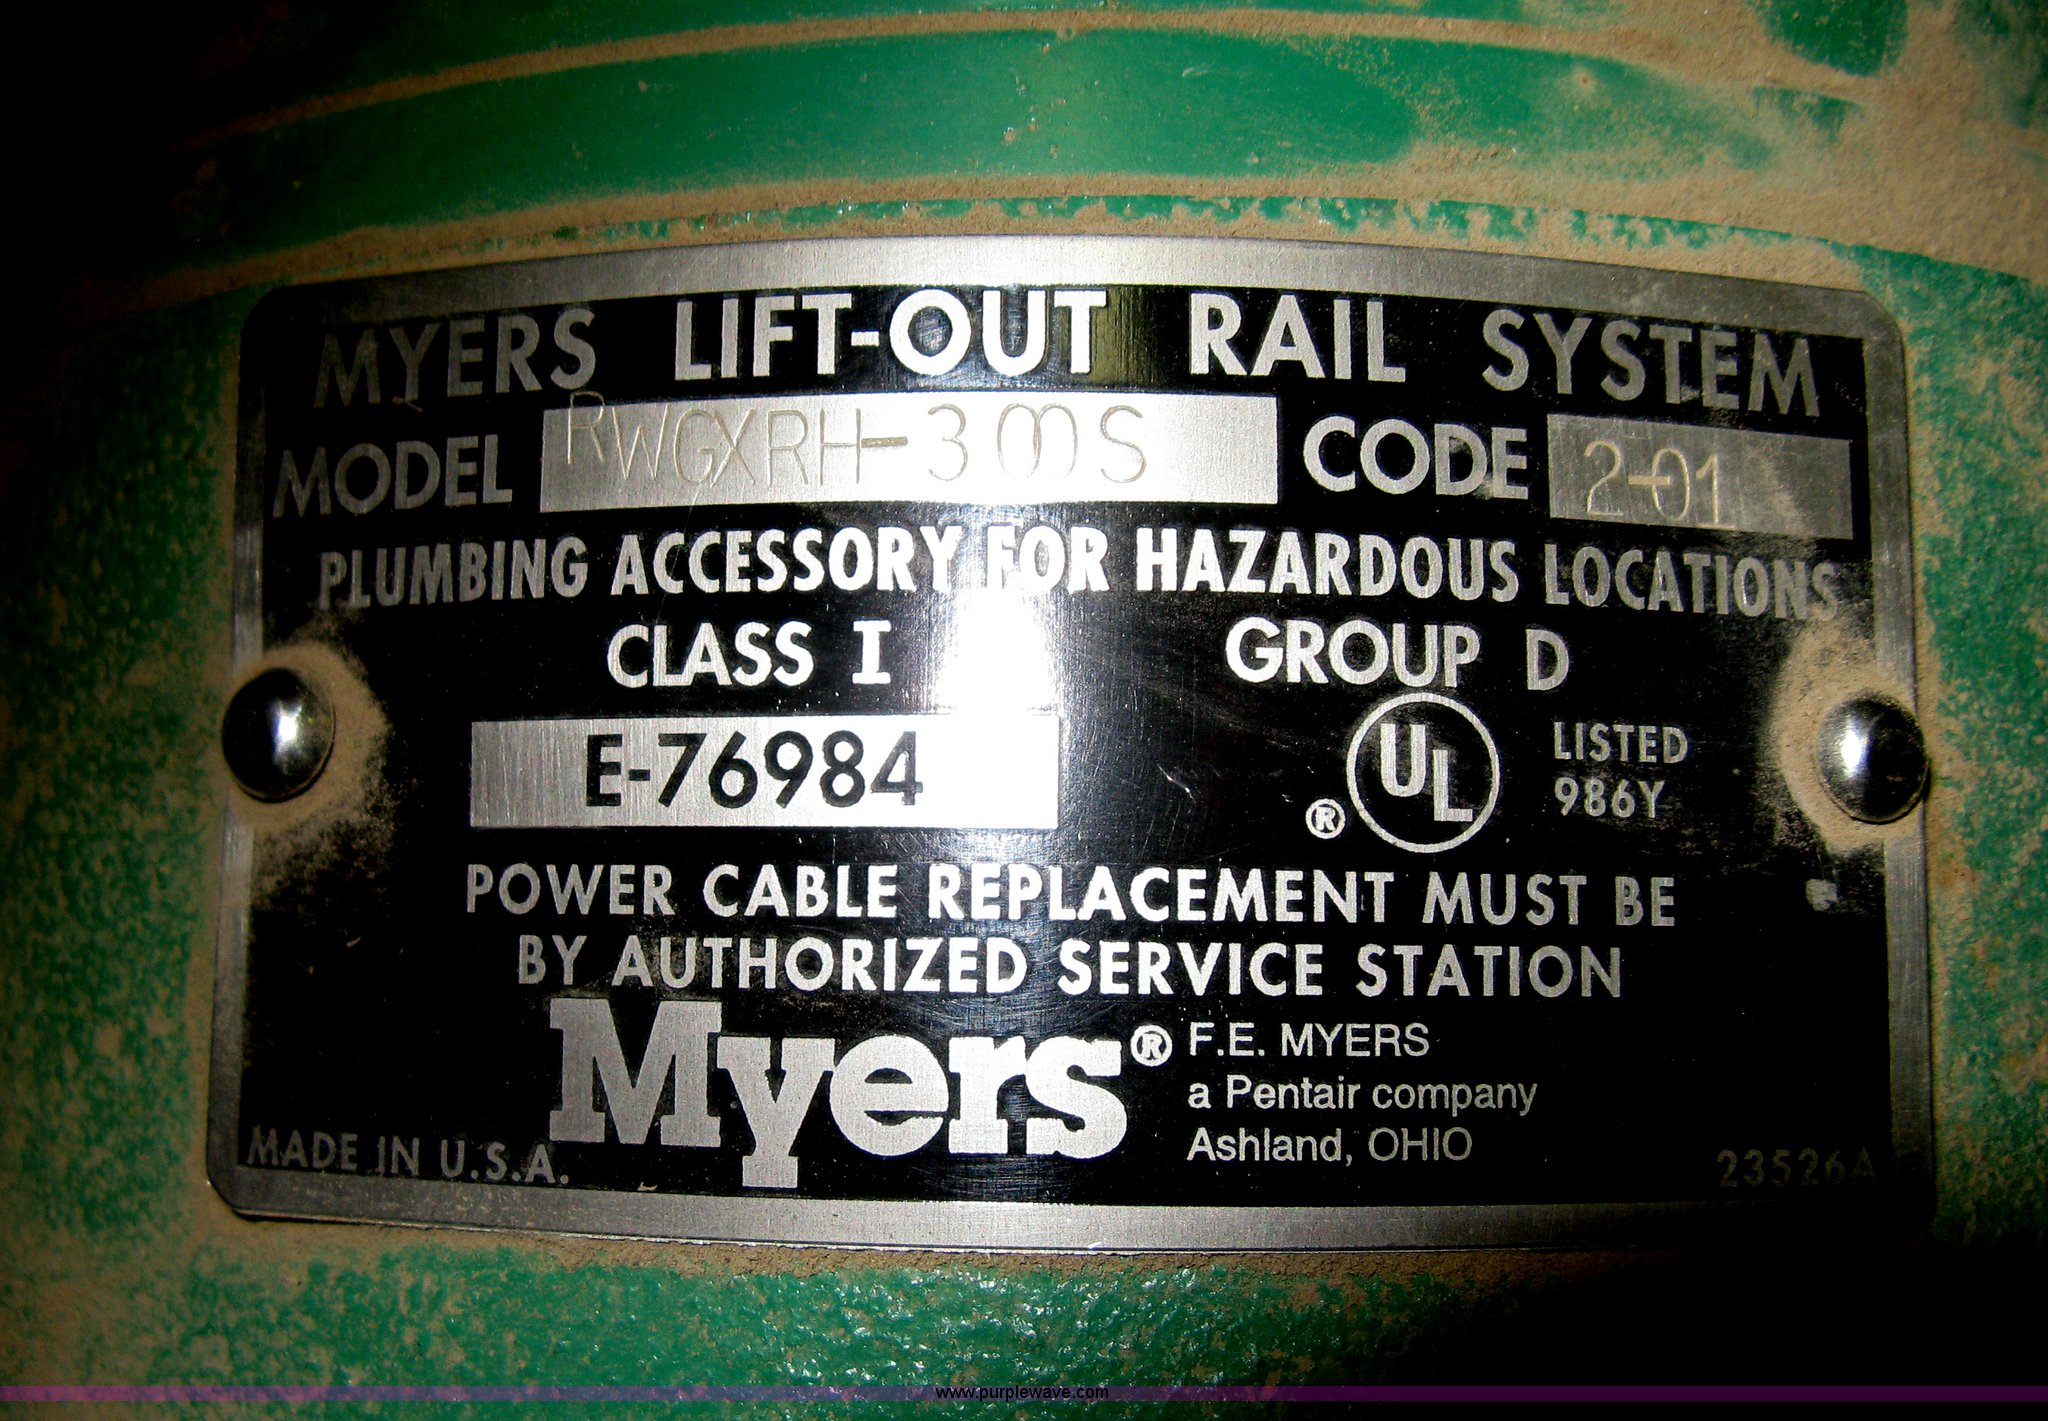 MYERS LIFT-OUT RAIL SYSTEM
MODEL RWGXRH-300S CODE 2-01
PLUMBING ACCESSORY FOR HAZARDOUS LOCATIONS
CLASS I GROUP D
E-76984 ® UL LISTED 986Y
POWER CABLE REPLACEMENT MUST BE
BY AUTHORIZED SERVICE STATION
Myers® F.E. MYERS
a Pentair company
Ashland, OHIO
MADE IN U.S.A. 23526A
www.purplewave.com